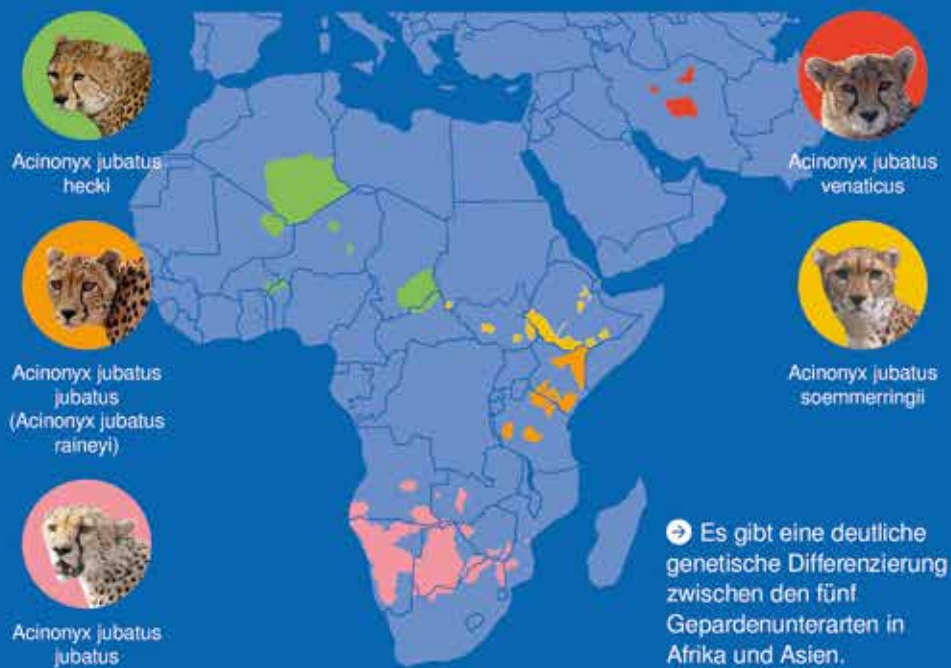 Acinonyx jubatus
hecki
Acinonyx jubatus
jubatus
(Acinonyx jubatus
raineyi)
Acinonyx jubatus
jubatus
Acinonyx jubatus
venaticus
Acinonyx jubatus
soemmerringii
Es gibt eine deutliche
genetische Differenzierung
zwischen den fünf
Gepardenunterarten in
Afrika und Asien.